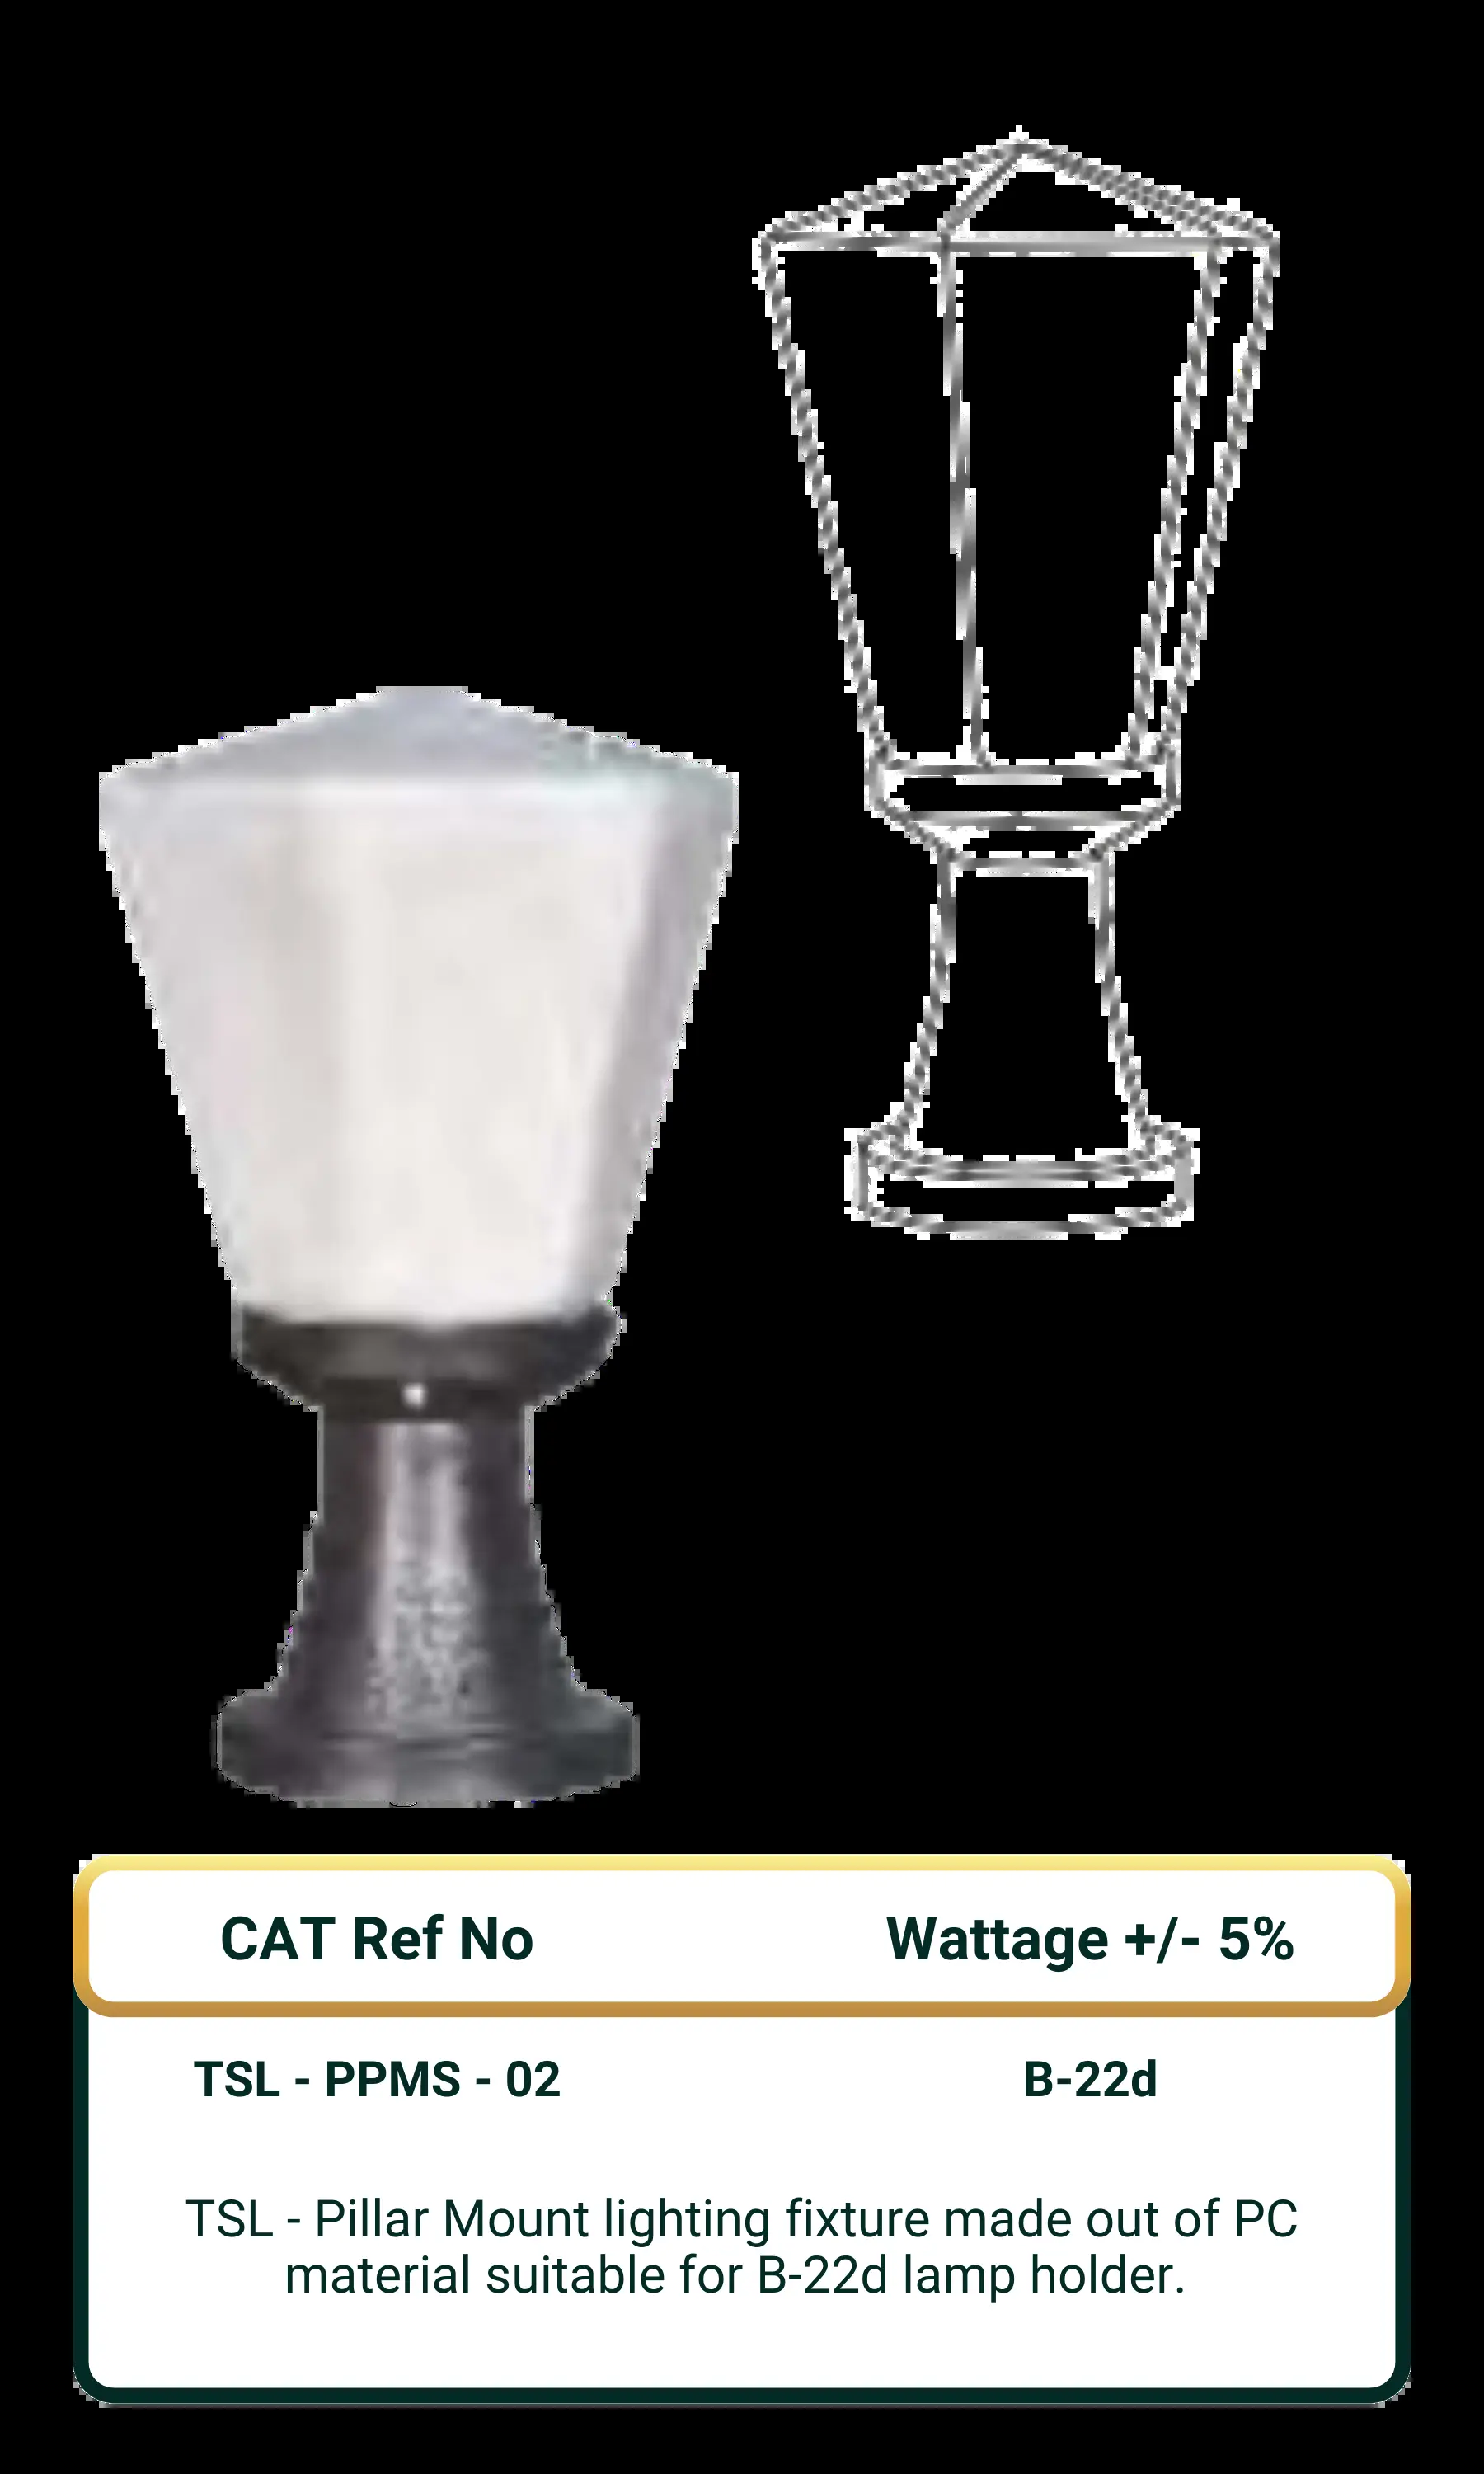 CAT Ref No Wattage +/- 5%
TSL - PPMS - 02 B-22d
TSL - Pillar Mount lighting fixture made out of PC
material suitable for B-22d lamp holder.